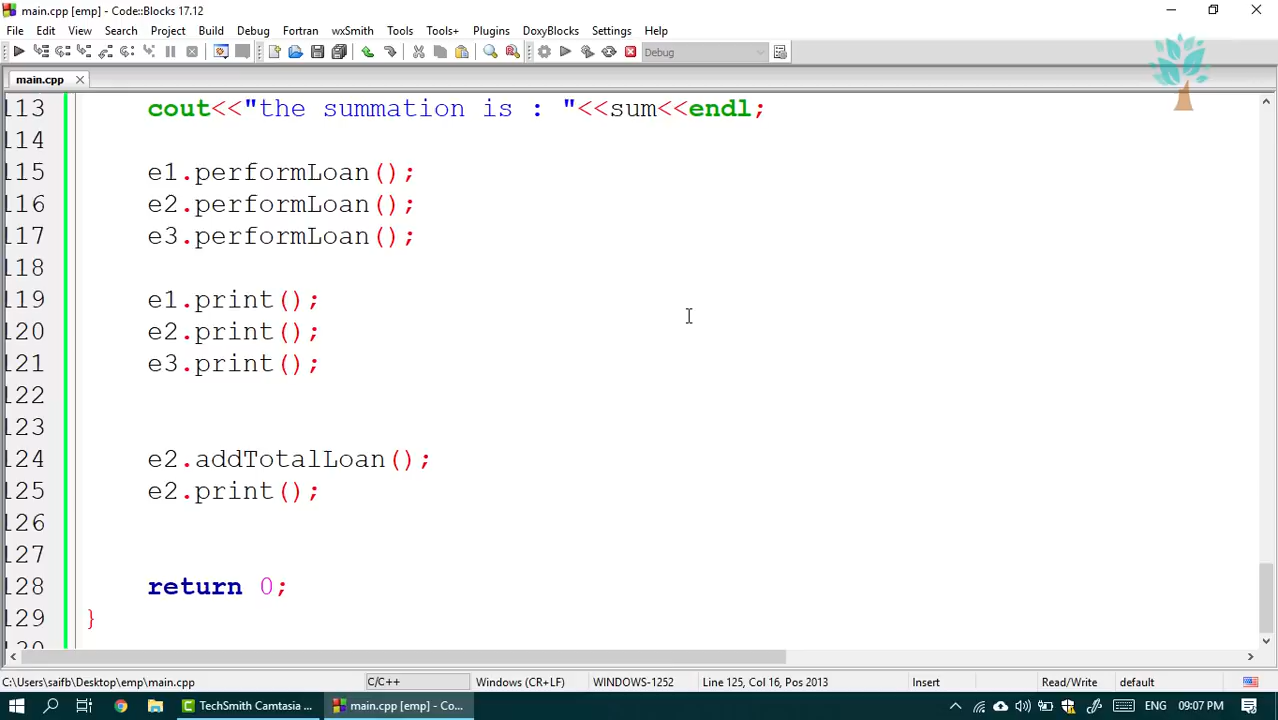 main.cpp [emp] - Code::Blocks 17.12
File Edit View Search Project Build Debug Fortran wxSmith Tools Tools+ Plugins DoxyBlocks Settings Help
Debug
main.cpp
113 cout<<"the summation is : "<<sum<<endl;
114
115 e1.performLoan();
116 e2.performLoan();
117 e3.performLoan();
118
119 e1.print();
120 e2.print();
121 e3.print();
122
123
124 e2.addTotalLoan();
125 e2.print();
126
127
128 return 0;
129 }
C:\Users\saifb\Desktop\emp\main.cpp C/C++ Windows (CR+LF) WINDOWS-1252 Line 125, Col 16, Pos 2013 Insert Read/Write default
TechSmith Camtasia ... main.cpp [emp] - Co... ENG 09:07 PM